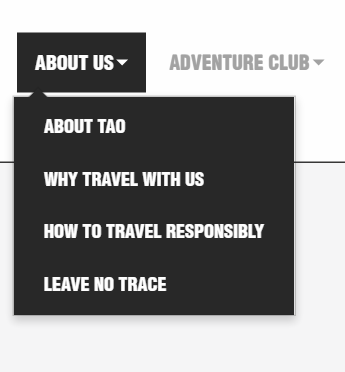 ABOUT US
ADVENTURE CLUB
ABOUT TAO
WHY TRAVEL WITH US
HOW TO TRAVEL RESPONSIBLY
LEAVE NO TRACE